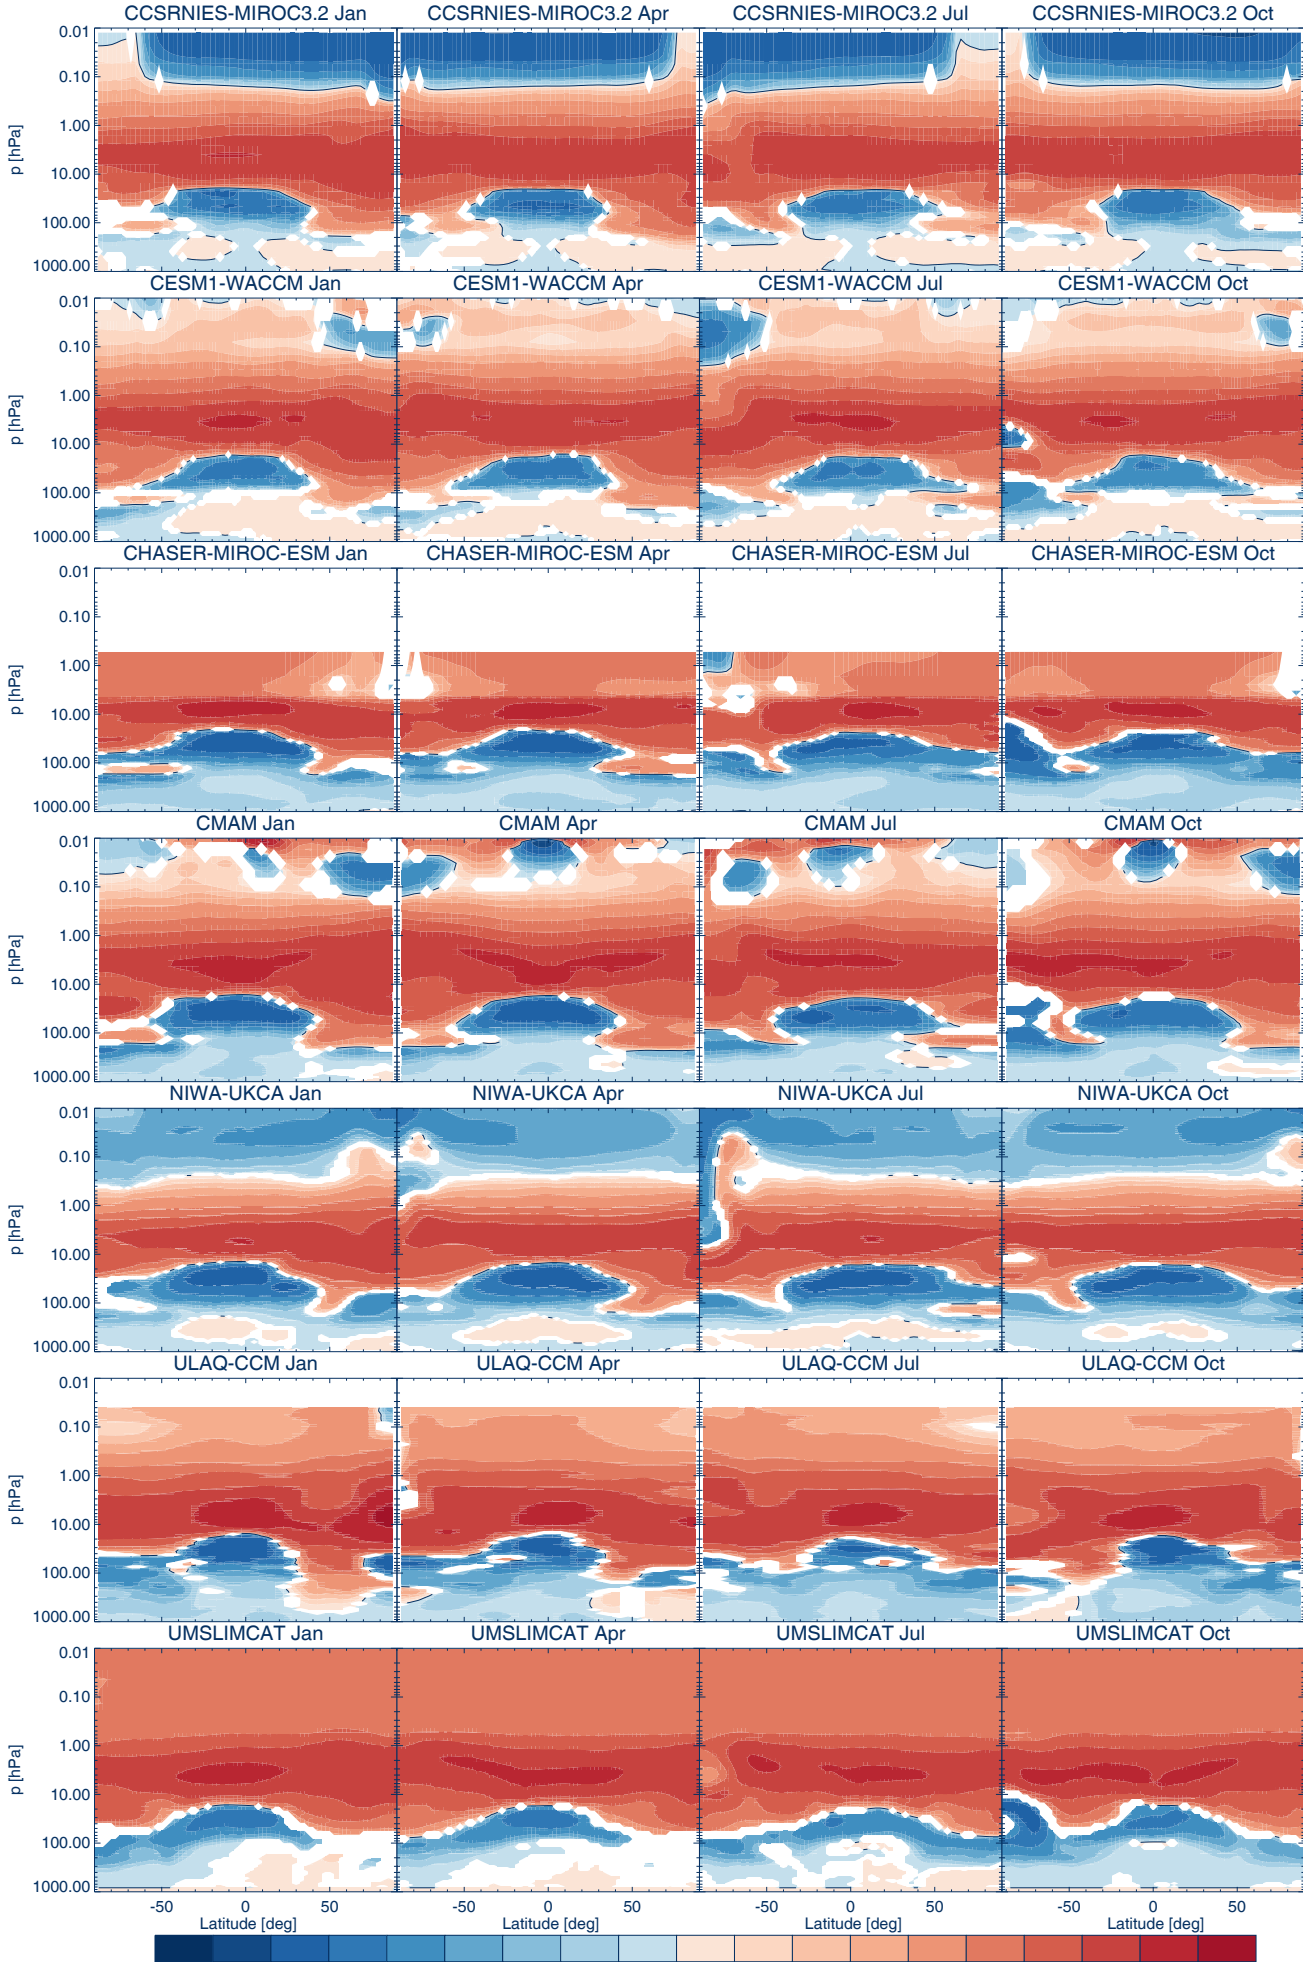 CCSRNIES-MIROC3.2 Jan CCSRNIES-MIROC3.2 Apr CCSRNIES-MIROC3.2 Jul CCSRNIES-MIROC3.2 Oct
0.01
0.10
1.00
10.00
100.00
1000.00
p [hPa]
CESM1-WACCM Jan CESM1-WACCM Apr CESM1-WACCM Jul CESM1-WACCM Oct
0.01
0.10
1.00
10.00
100.00
1000.00
p [hPa]
CHASER-MIROC-ESM Jan CHASER-MIROC-ESM Apr CHASER-MIROC-ESM Jul CHASER-MIROC-ESM Oct
0.01
0.10
1.00
10.00
100.00
1000.00
p [hPa]
CMAM Jan CMAM Apr CMAM Jul CMAM Oct
0.01
0.10
1.00
10.00
100.00
1000.00
p [hPa]
NIWA-UKCA Jan NIWA-UKCA Apr NIWA-UKCA Jul NIWA-UKCA Oct
0.01
0.10
1.00
10.00
100.00
1000.00
p [hPa]
ULAQ-CCM Jan ULAQ-CCM Apr ULAQ-CCM Jul ULAQ-CCM Oct
0.01
0.10
1.00
10.00
100.00
1000.00
p [hPa]
UMSLIMCAT Jan UMSLIMCAT Apr UMSLIMCAT Jul UMSLIMCAT Oct
0.01
0.10
1.00
10.00
100.00
1000.00
p [hPa]
-50 0 50 -50 0 50 -50 0 50 -50 0 50
Latitude [deg] Latitude [deg] Latitude [deg] Latitude [deg]